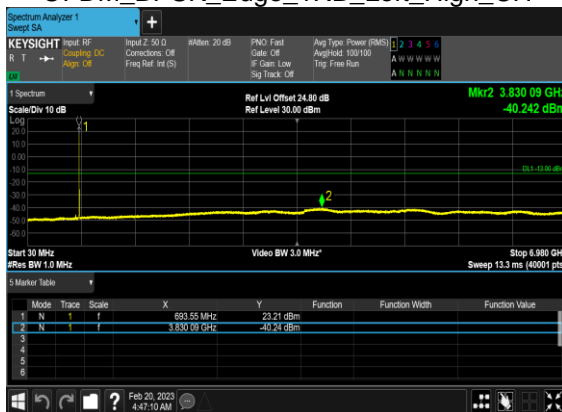 Spectrum Analyzer 1
Swept SA
KEYSIGHT
R T
Input: RF
Coupling: DC
Align: Off
Input Z: 50 Ω
Corrections: Off
Freq Ref: Int (S)
#Atten: 20 dB
PNO: Fast
Gate: Off
IF Gain: Low
Sig Track: Off
Avg Type: Power (RMS)
Avg|Hold: 100/100
Trig: Free Run
1 2 3 4 5 6
A W W W W W
A N N N N N
1 Spectrum
Scale/Div 10 dB
Ref Lvl Offset 24.80 dB
Ref Level 30.00 dBm
Mkr2 3.830 09 GHz
-40.242 dBm
Log
20.0
10.0
0.00
-10.0
-20.0
-30.0
-40.0
-50.0
-60.0
1
2
DL1 -13.00 dBm
Start 30 MHz
#Res BW 1.0 MHz
Video BW 3.0 MHz*
Stop 6.980 GHz
Sweep 13.3 ms (40001 pts)
5 Marker Table
Mode Trace Scale X Y Function Function Width Function Value
1 N 1 f 693.55 MHz 23.21 dBm
2 N 1 f 3.830 09 GHz -40.24 dBm
3
4
5
6
Feb 20, 2023
4:47:10 AM